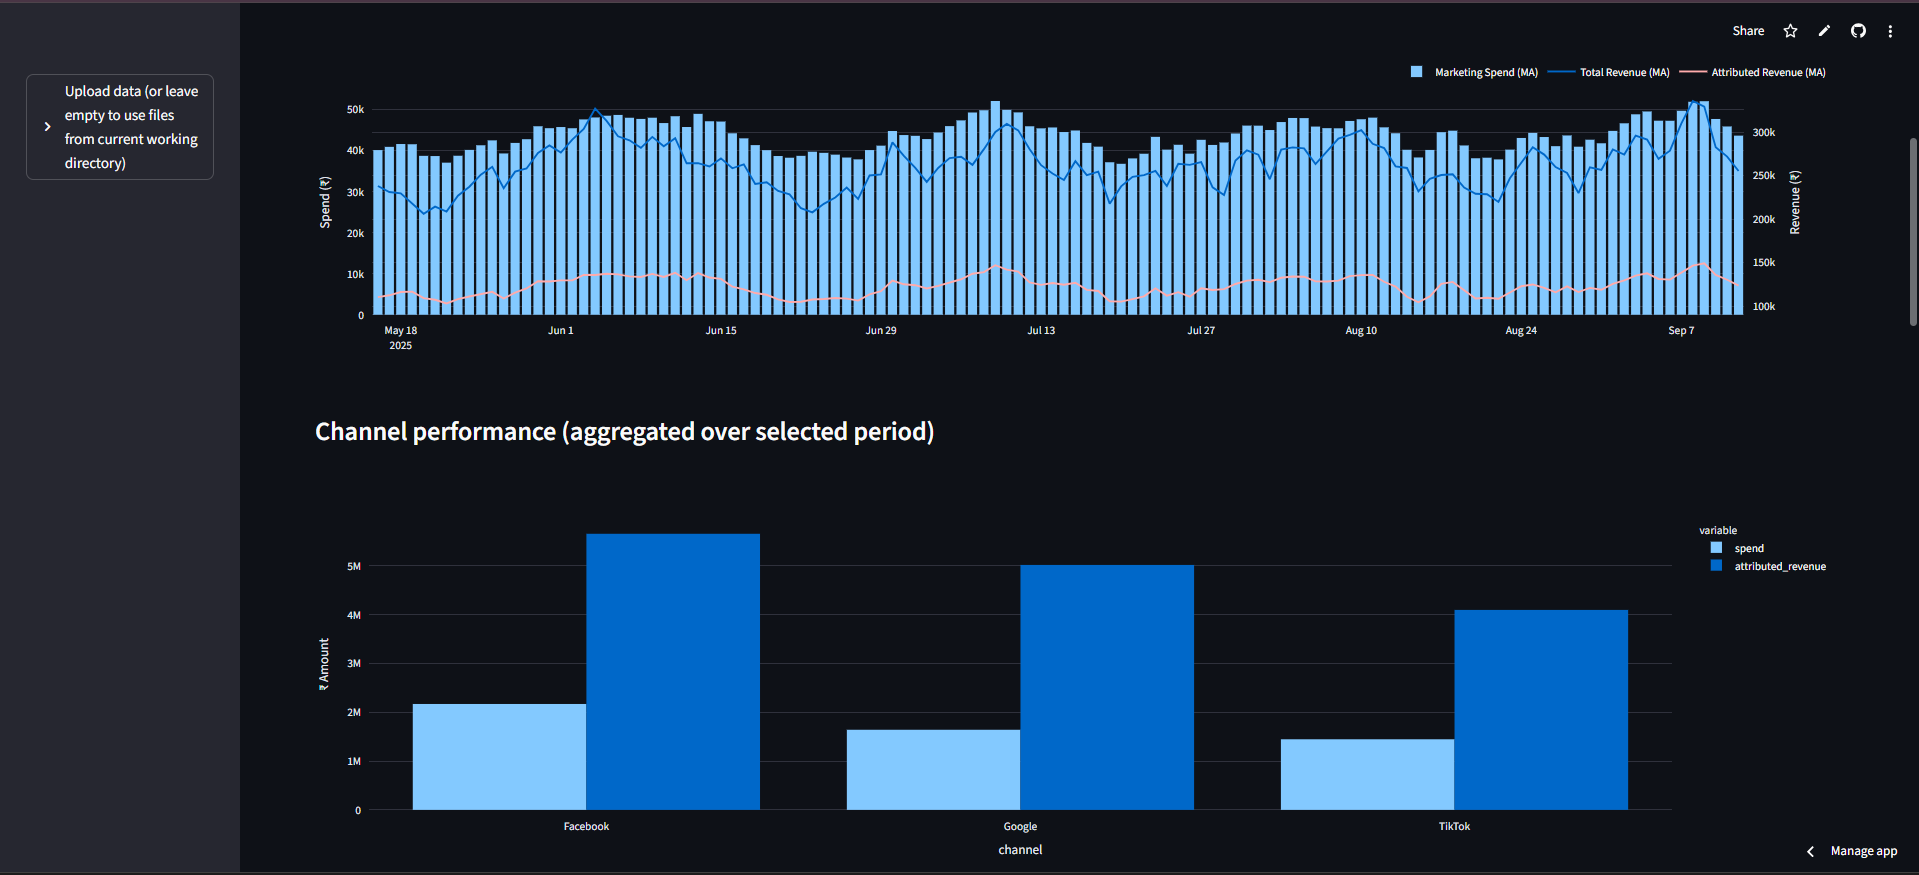 Share
Upload data (or leave
empty to use files
from current working
directory)
Marketing Spend (MA)
Total Revenue (MA)
Attributed Revenue (MA)
Spend (₹)
50k
40k
30k
20k
10k
0
300k
250k
200k
150k
100k
Revenue (₹)
May 18
2025
Jun 1
Jun 15
Jun 29
Jul 13
Jul 27
Aug 10
Aug 24
Sep 7
Channel performance (aggregated over selected period)
variable
spend
attributed_revenue
₹ Amount
5M
4M
3M
2M
1M
0
Facebook
Google
TikTok
channel
Manage app